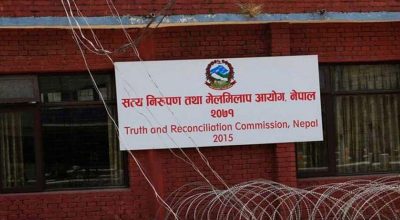 सत्य निरुपण तथा मेलमिलाप आयोग, नेपाल
२०७१
Truth and Reconciliation Commission, Nepal
2015